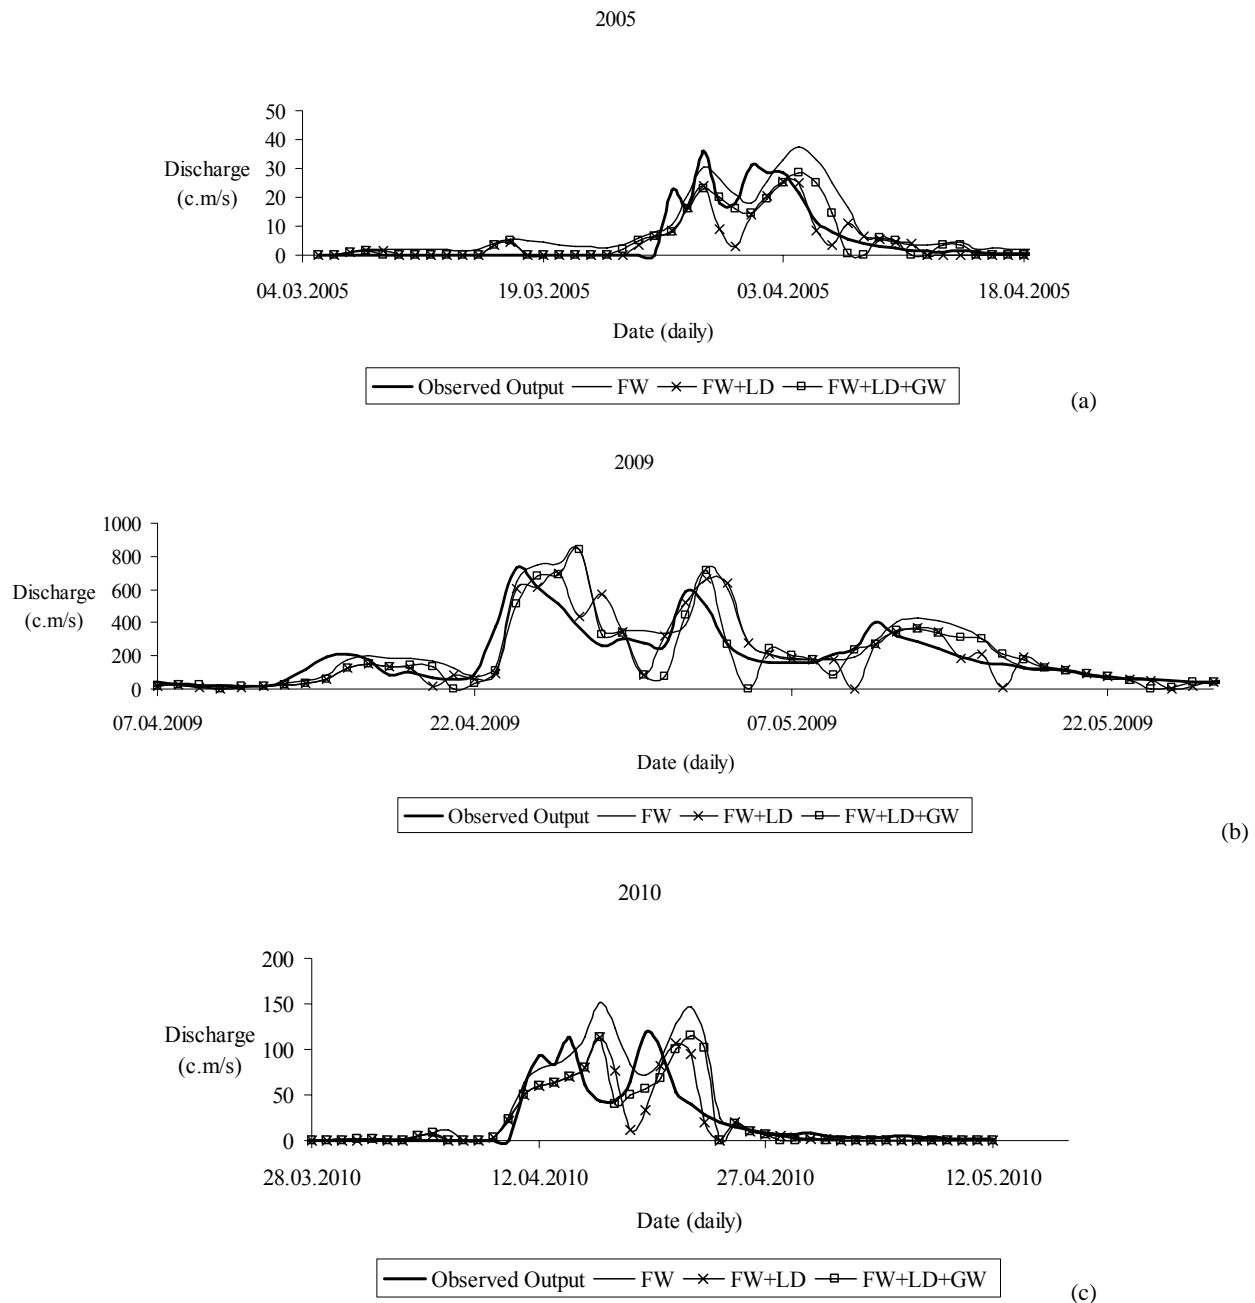 2005
50
40
30
20
10
0
Discharge
(c.m/s)
04.03.2005 19.03.2005 03.04.2005 18.04.2005
Date (daily)
Observed Output FW FW+LD FW+LD+GW
(a)
2009
1000
800
600
400
200
0
Discharge
(c.m/s)
07.04.2009 22.04.2009 07.05.2009 22.05.2009
Date (daily)
Observed Output FW FW+LD FW+LD+GW
(b)
2010
200
150
100
50
0
Discharge
(c.m/s)
28.03.2010 12.04.2010 27.04.2010 12.05.2010
Date (daily)
Observed Output FW FW+LD FW+LD+GW
(c)